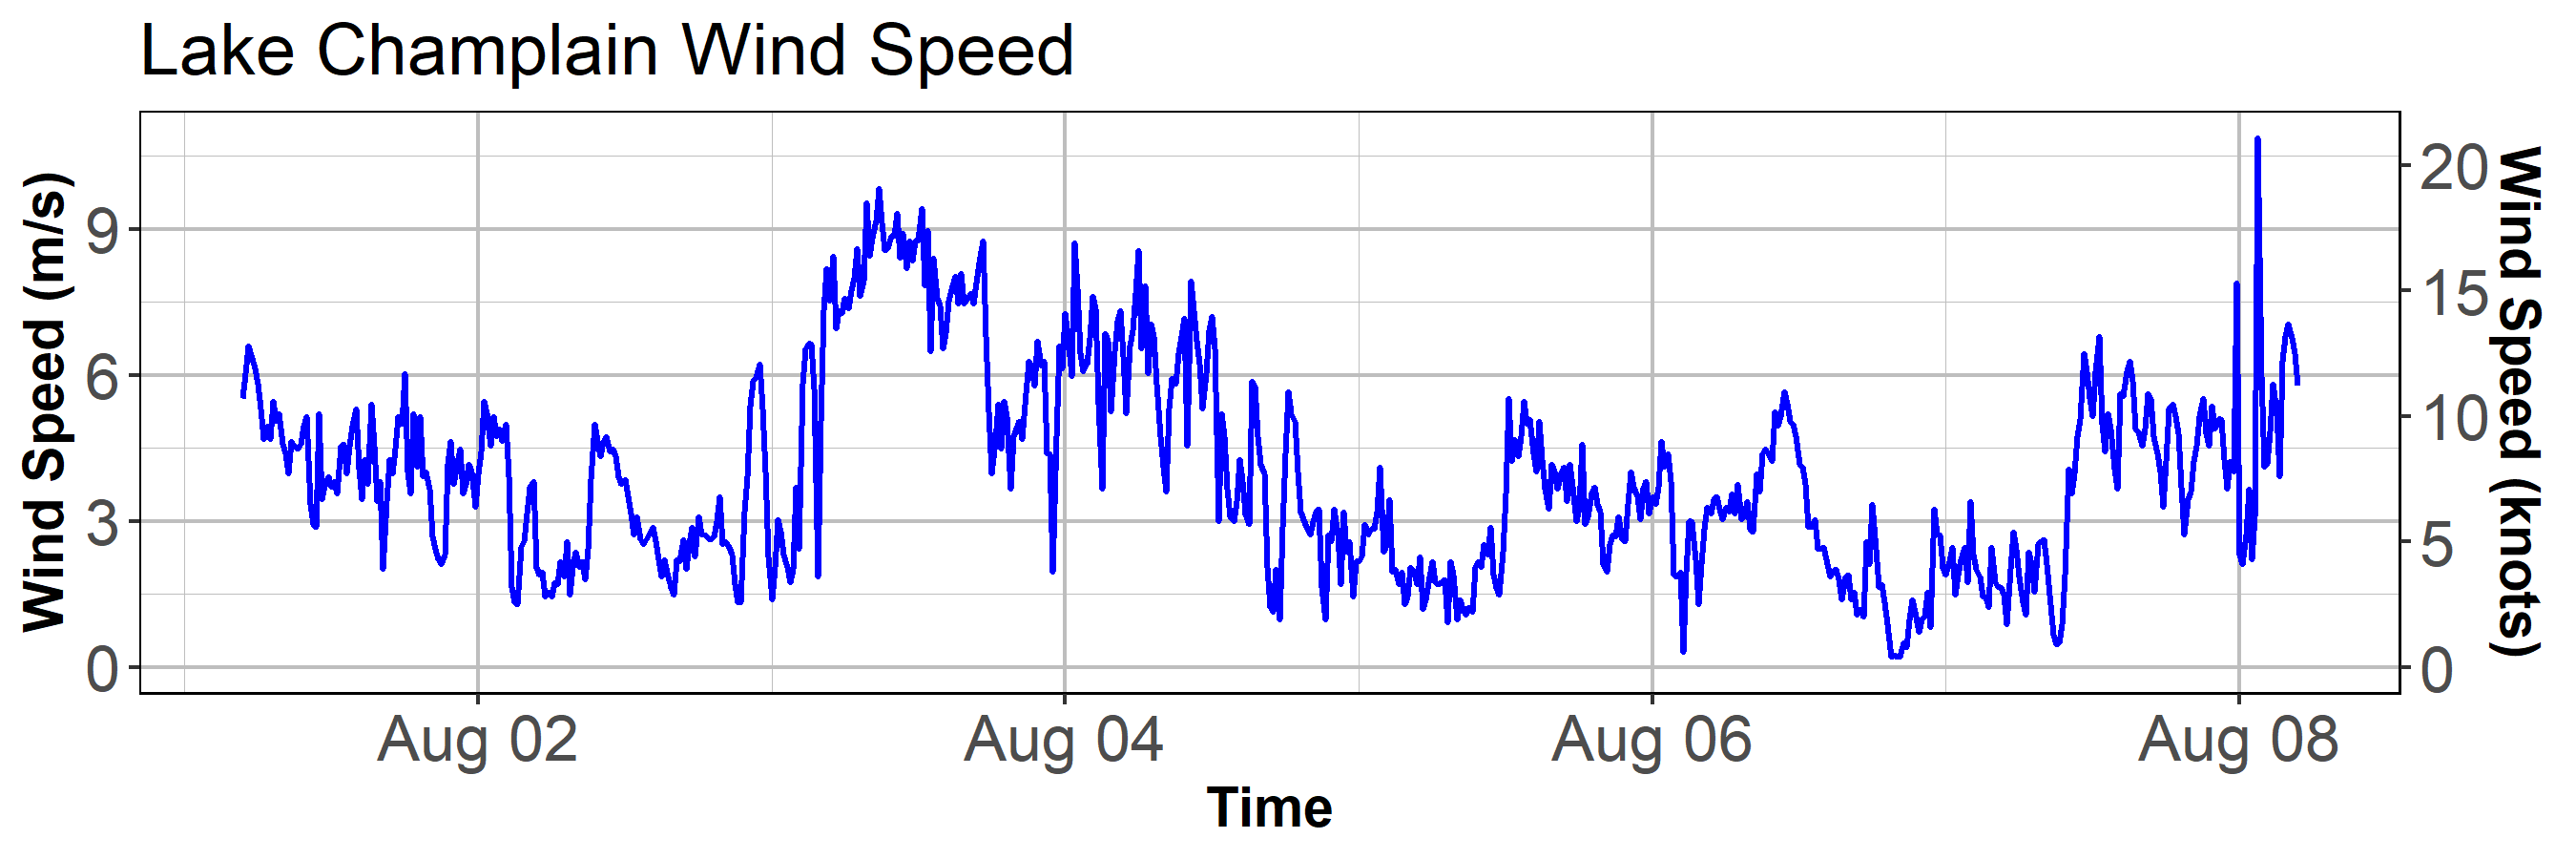 Lake Champlain Wind Speed
Wind Speed (m/s)
9
6
3
0
20
15
10
5
0
Wind Speed (knots)
Aug 02
Aug 04
Aug 06
Aug 08
Time